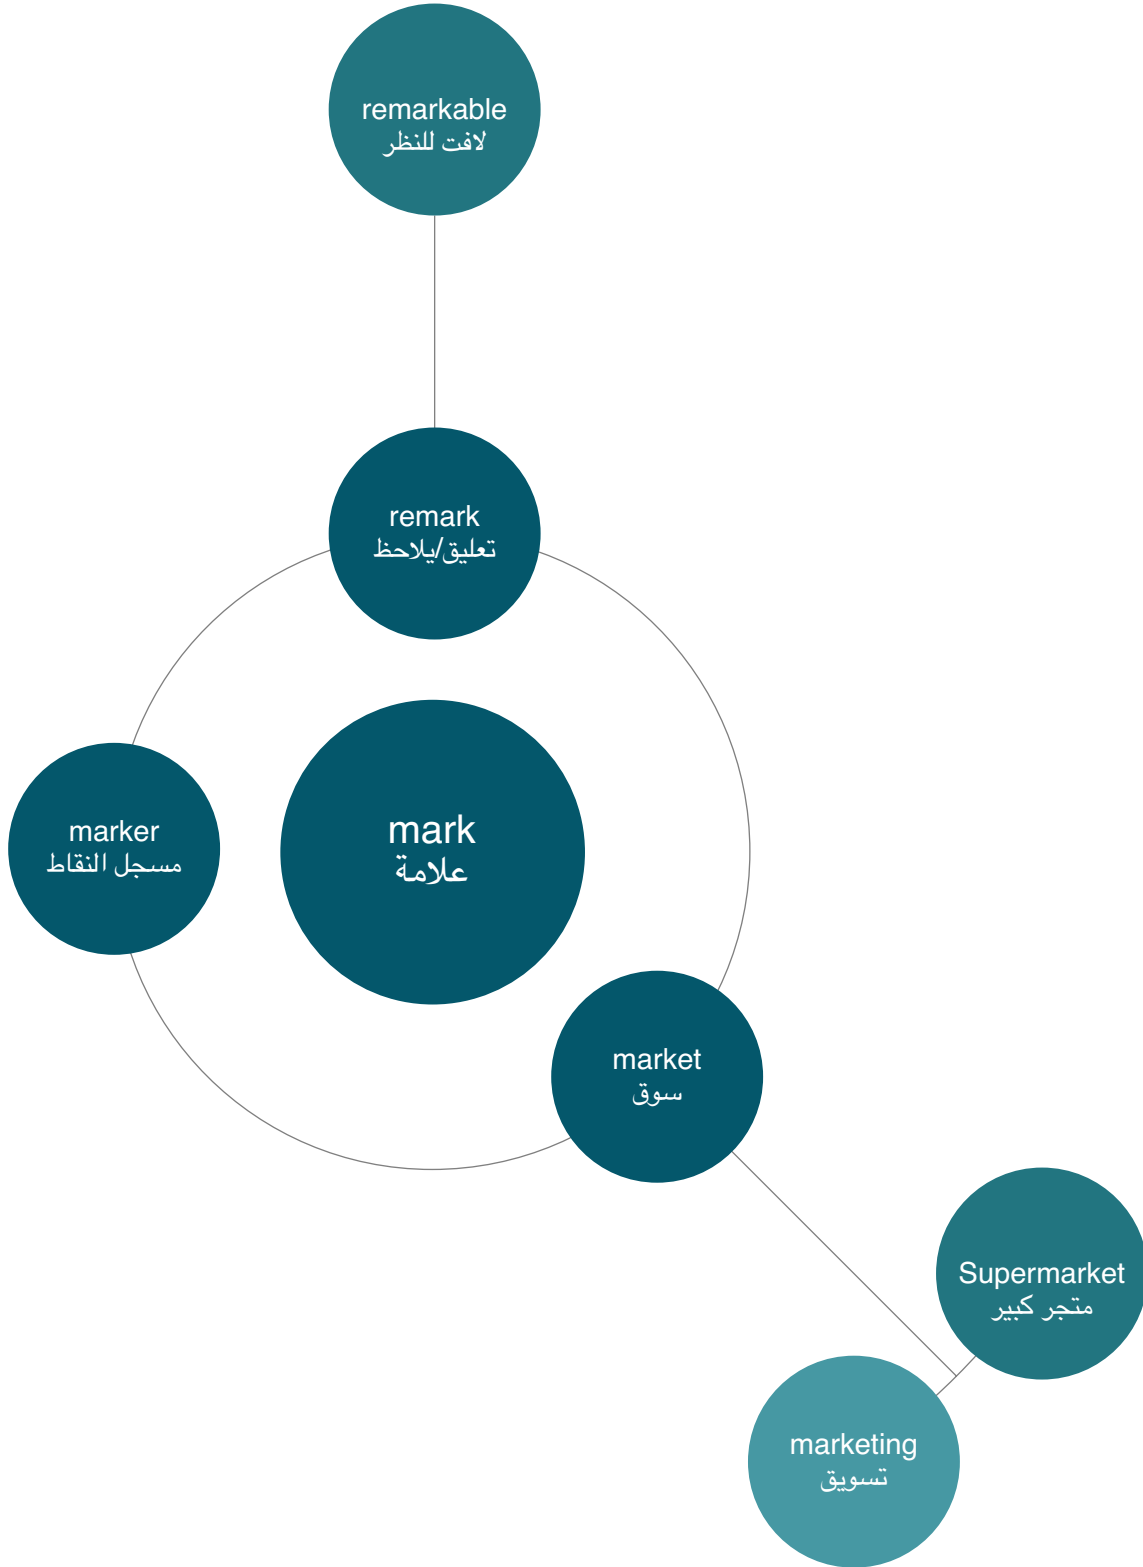 remarkable
لافت للنظر
remark
تعليق/يلاحظ
marker
مسجل النقاط
mark
علامة
market
سوق
Supermarket
متجر كبير
marketing
تسويق